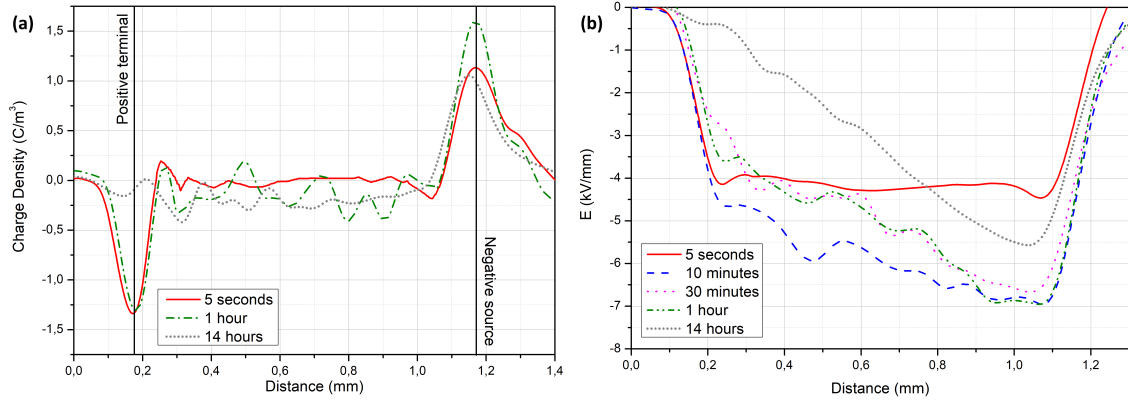 (a)
1,5
1,0
0,5
0,0
-0,5
-1,0
-1,5
Charge Density (C/m³)
Positive terminal
Negative source
5 seconds
1 hour
14 hours
0,0 0,2 0,4 0,6 0,8 1,0 1,2 1,4
Distance (mm)
(b)
0
-1
-2
-3
-4
-5
-6
-7
-8
E (kV/mm)
5 seconds
10 minutes
30 minutes
1 hour
14 hours
0,0 0,2 0,4 0,6 0,8 1,0 1,2
Distance (mm)